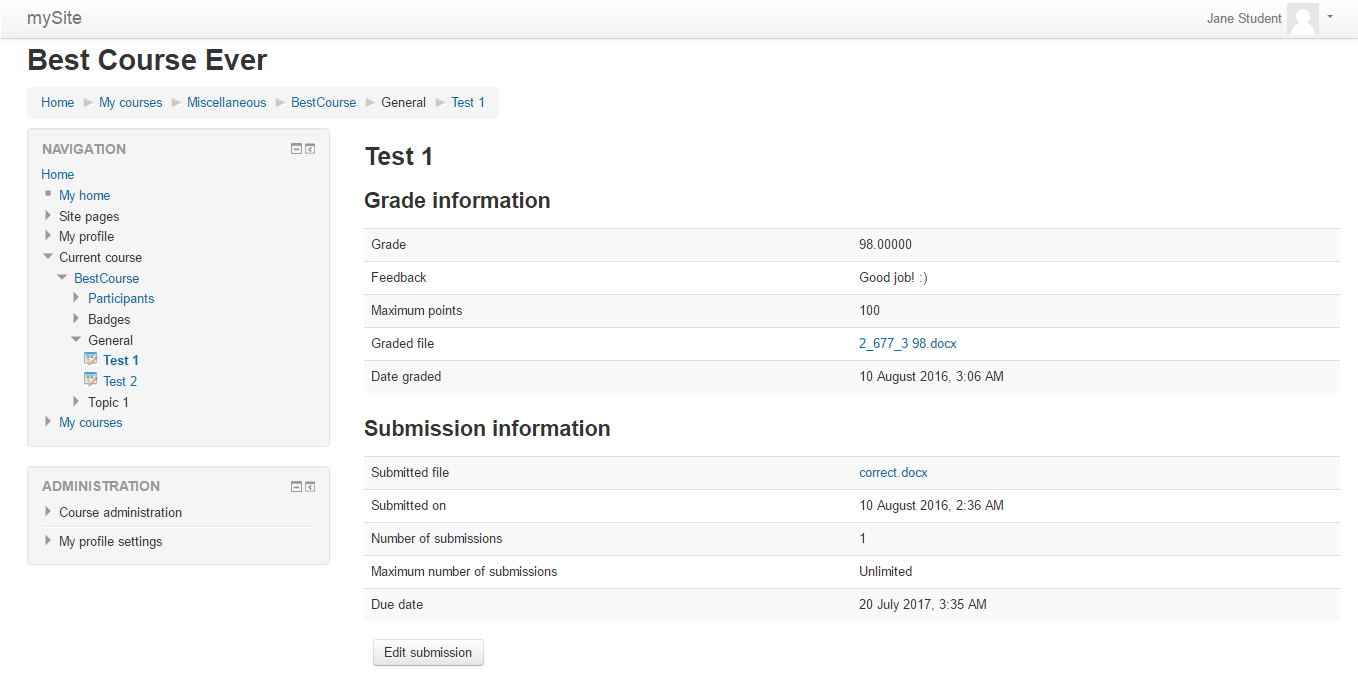 mySite
Jane Student
Best Course Ever
Home My courses Miscellaneous BestCourse General Test 1
NAVIGATION
Home
My home
Site pages
My profile
Current course
BestCourse
Participants
Badges
General
Test 1
Test 2
Topic 1
My courses
ADMINISTRATION
Course administration
My profile settings
Test 1
Grade information
Grade 98.00000
Feedback Good job! :)
Maximum points 100
Graded file 2_677_3 98.docx
Date graded 10 August 2016, 3:06 AM
Submission information
Submitted file correct.docx
Submitted on 10 August 2016, 2:36 AM
Number of submissions 1
Maximum number of submissions Unlimited
Due date 20 July 2017, 3:35 AM
Edit submission